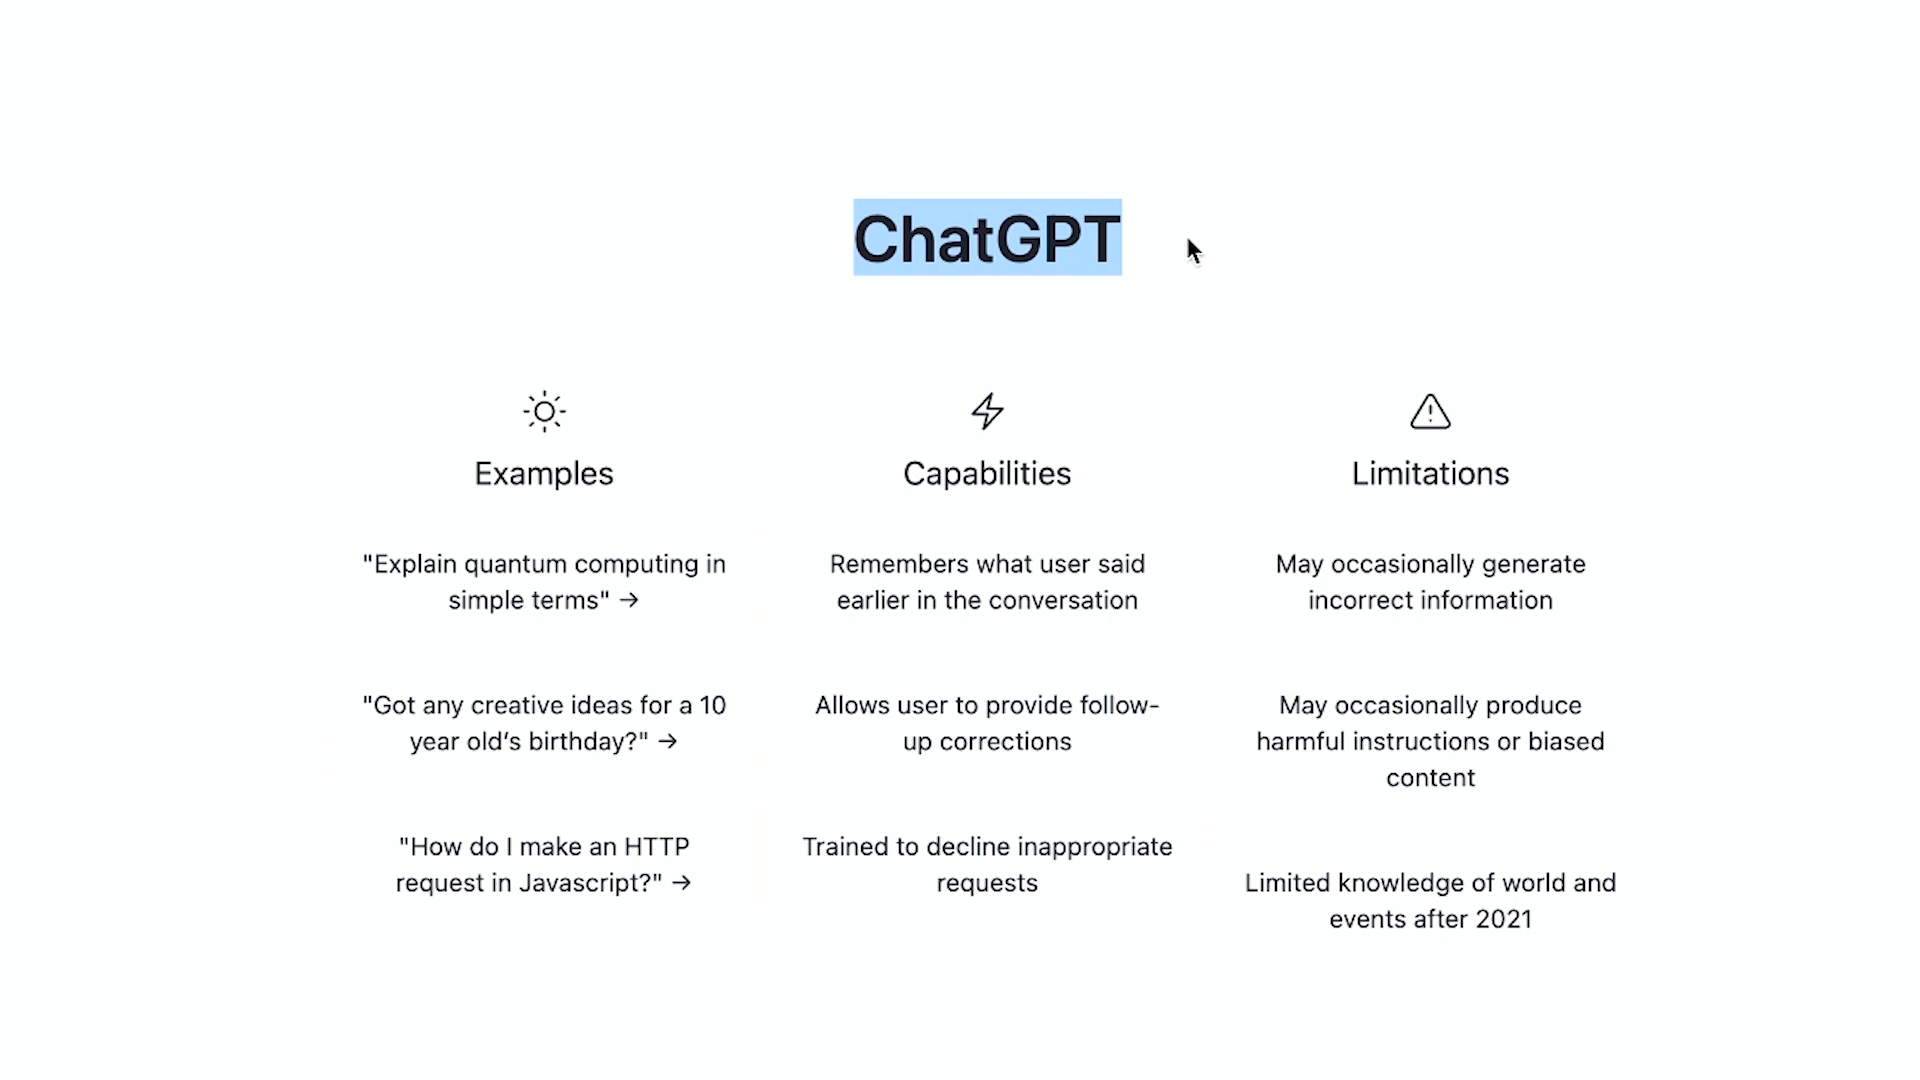 ChatGPT
Examples
"Explain quantum computing in
simple terms" →
"Got any creative ideas for a 10
year old's birthday?" →
"How do I make an HTTP
request in Javascript?" →
Capabilities
Remembers what user said
earlier in the conversation
Allows user to provide follow-
up corrections
Trained to decline inappropriate
requests
Limitations
May occasionally generate
incorrect information
May occasionally produce
harmful instructions or biased
content
Limited knowledge of world and
events after 2021